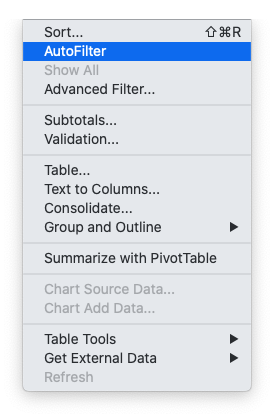 Sort... ⇧⌘R
AutoFilter
Show All
Advanced Filter...
Subtotals...
Validation...
Table...
Text to Columns...
Consolidate...
Group and Outline
Summarize with PivotTable
Chart Source Data...
Chart Add Data...
Table Tools
Get External Data
Refresh